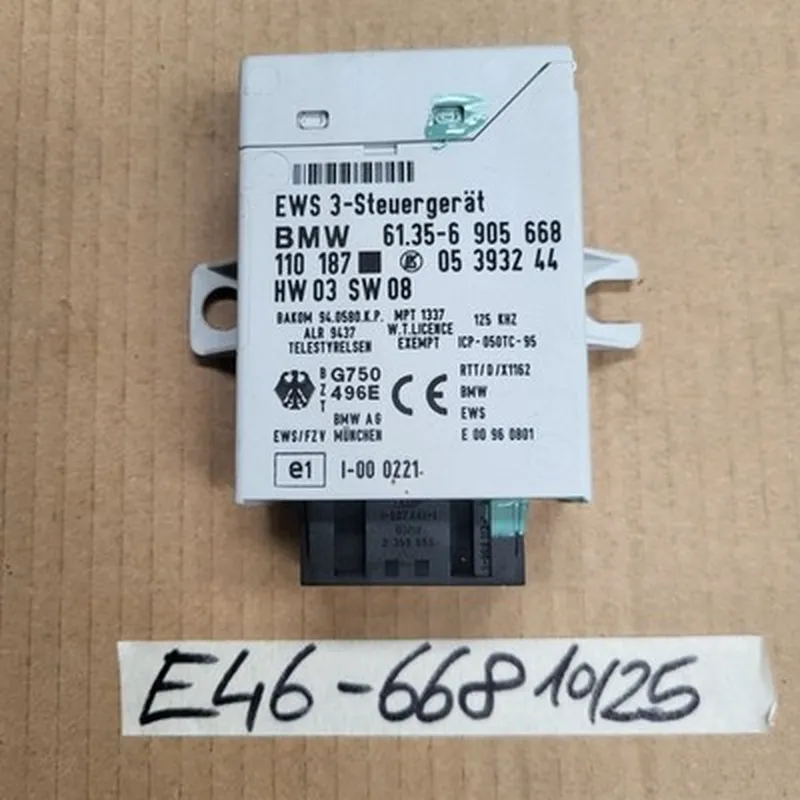 EWS 3-Steuergerät
BMW 61.35-6 905 668
110 187 05 3932 44
HW 03 SW 08
BAKOM 94.0580.K.P. MPT 1337 125 KHZ
ALR 9437 W.T.LICENCE
TELESTYRELSEN EXEMPT ICP-050TC-95
BZT G750 496E CE RTT/D/X1162
BMW
EWS
BMW AG
EWS/FZV MÜNCHEN E 00 96 0801
e1 I-00 0221
E46-668 10/25